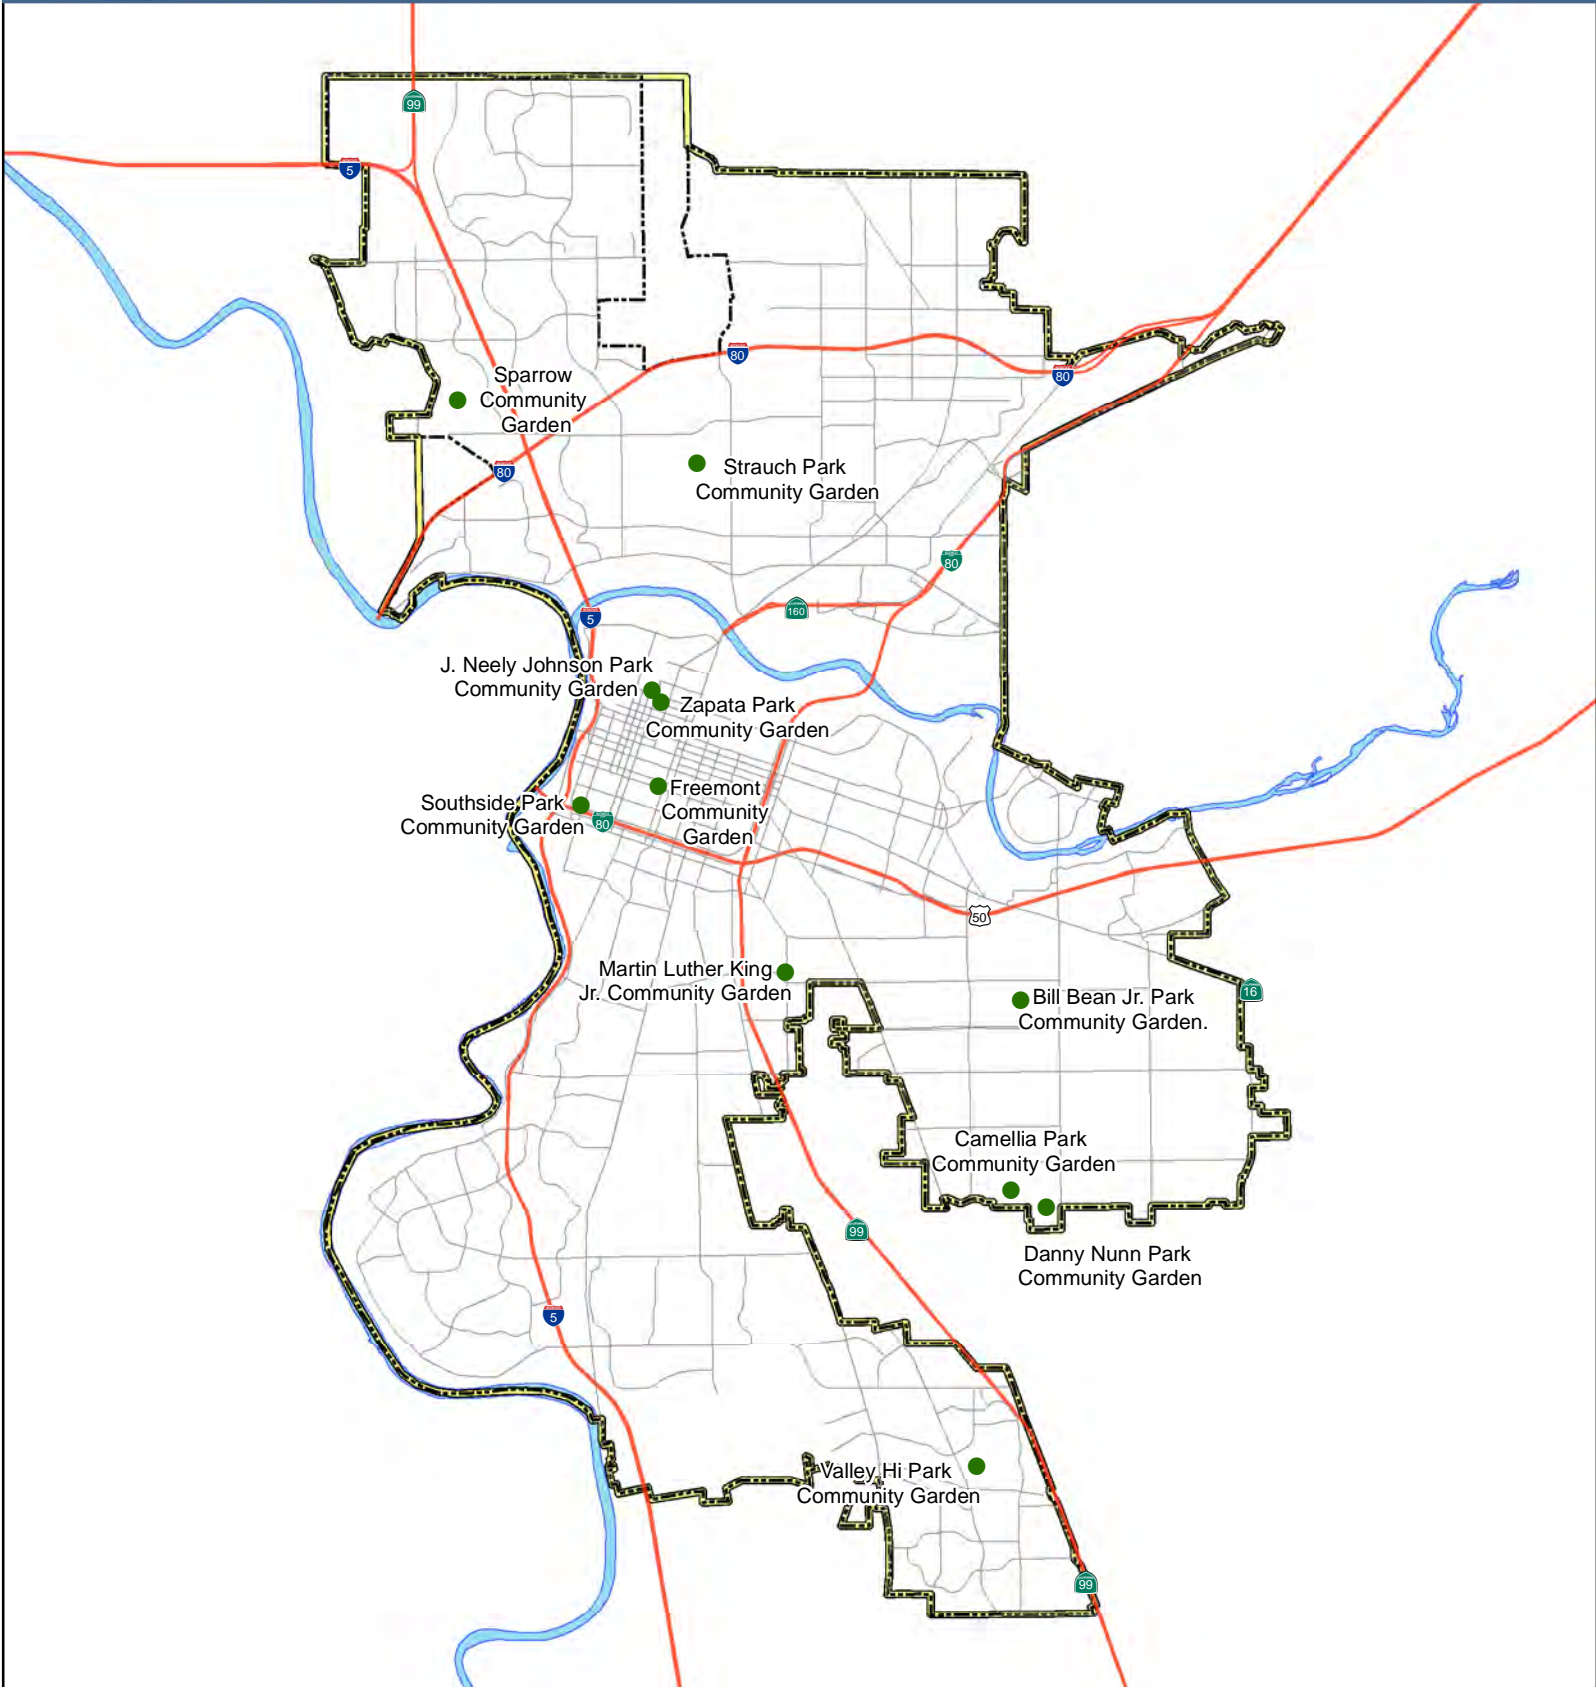 99
5
80
80
Sparrow
Community
Garden
80
Strauch Park
Community Garden
80
160
5
J. Neely Johnson Park
Community Garden
Zapata Park
Community Garden
Freemont
Community
Garden
Southside Park
Community Garden
80
50
Martin Luther King
Jr. Community Garden
16
Bill Bean Jr. Park
Community Garden.
Camellia Park
Community Garden
99
Danny Nunn Park
Community Garden
5
Valley Hi Park
Community Garden
99